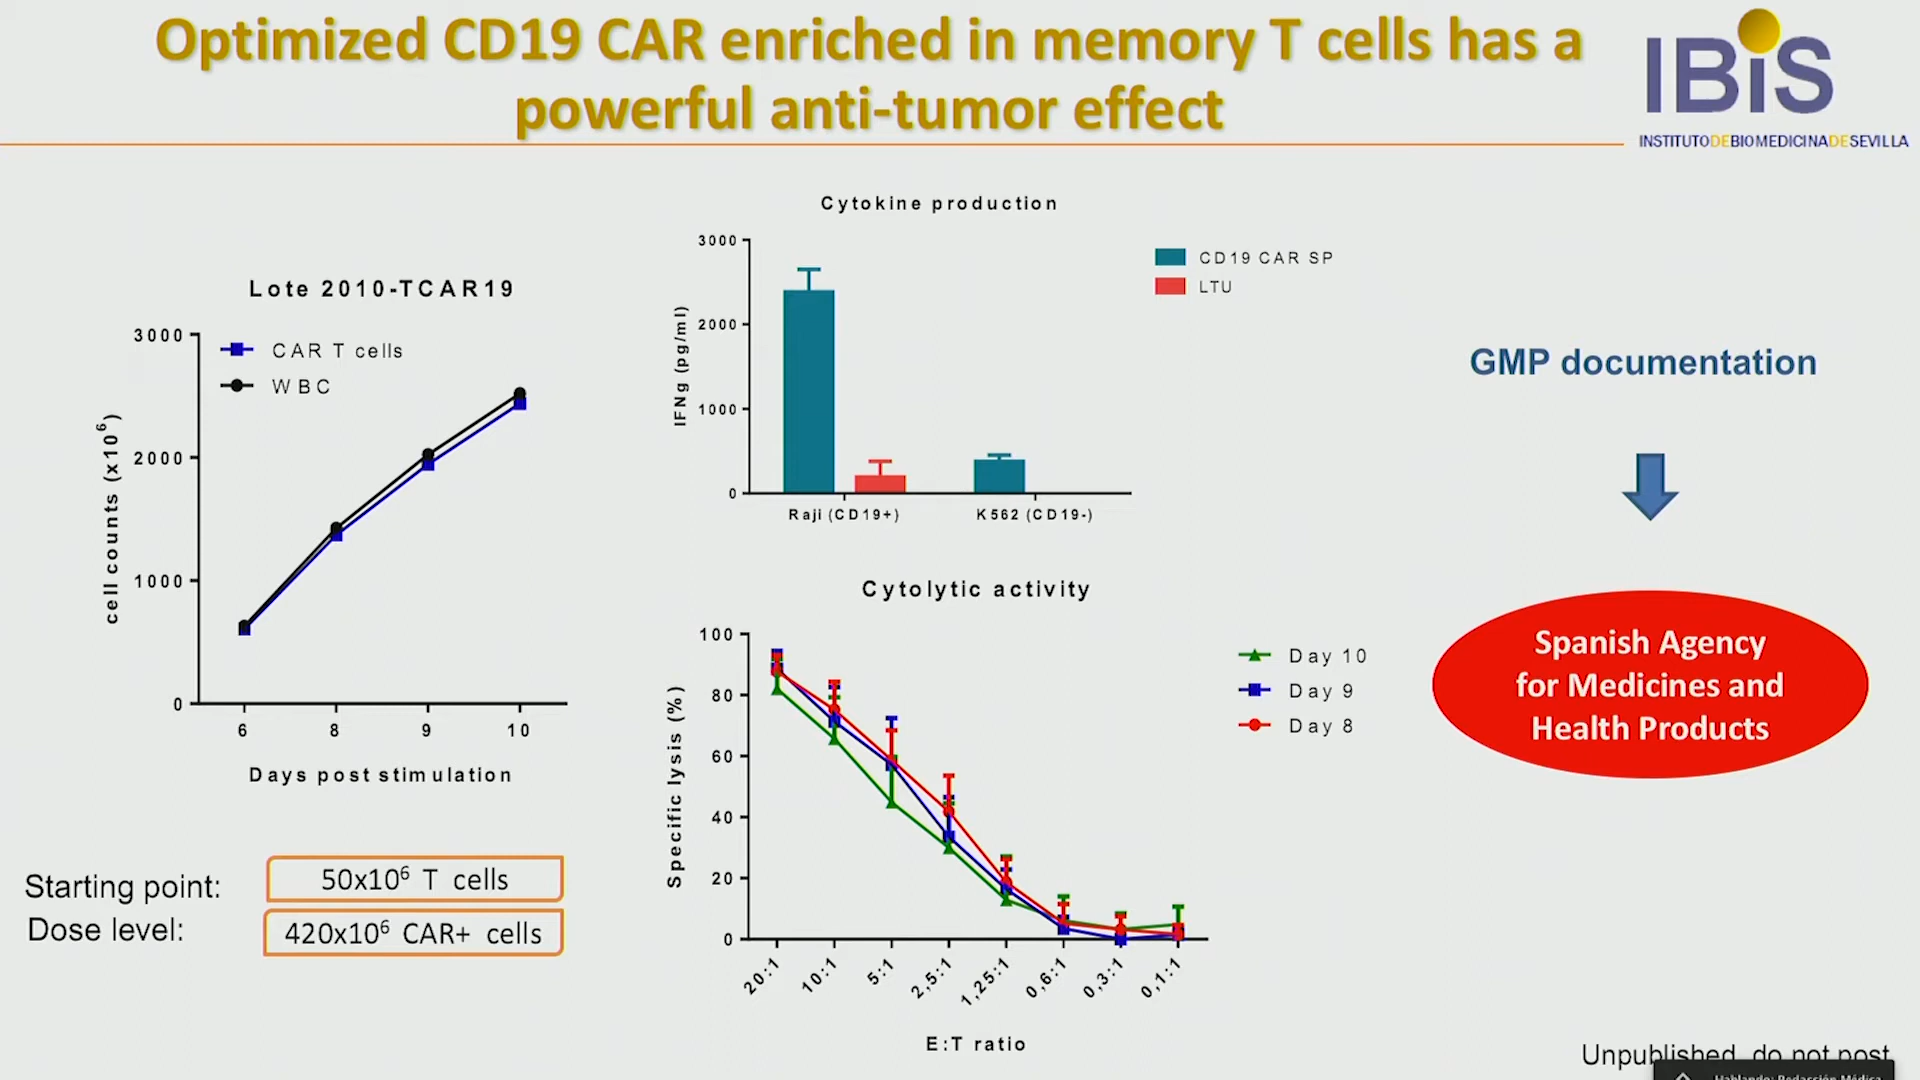 Optimized CD19 CAR enriched in memory T cells has a
powerful anti-tumor effect
IBiS
INSTITUTODEBIOMEDICINADESEVILLA
Lote 2010-TCAR19
3000
2000
1000
0
cell counts (x10⁶)
CAR T cells
WBC
6 8 9 10
Days post stimulation
Starting point:
50x10⁶ T cells
Dose level:
420x10⁶ CAR+ cells
Cytokine production
3000
2000
1000
0
IFNg (pg/ml)
CD19 CAR SP
LTU
Raji (CD19+) K562 (CD19-)
Cytolytic activity
100
80
60
40
20
0
Specific lysis (%)
Day 10
Day 9
Day 8
20:1 10:1 5:1 2,5:1 1,25:1 0,6:1 0,3:1 0,1:1
E:T ratio
GMP documentation
Spanish Agency
for Medicines and
Health Products
Unpublished, do not post
Hablando: Redacción Médica